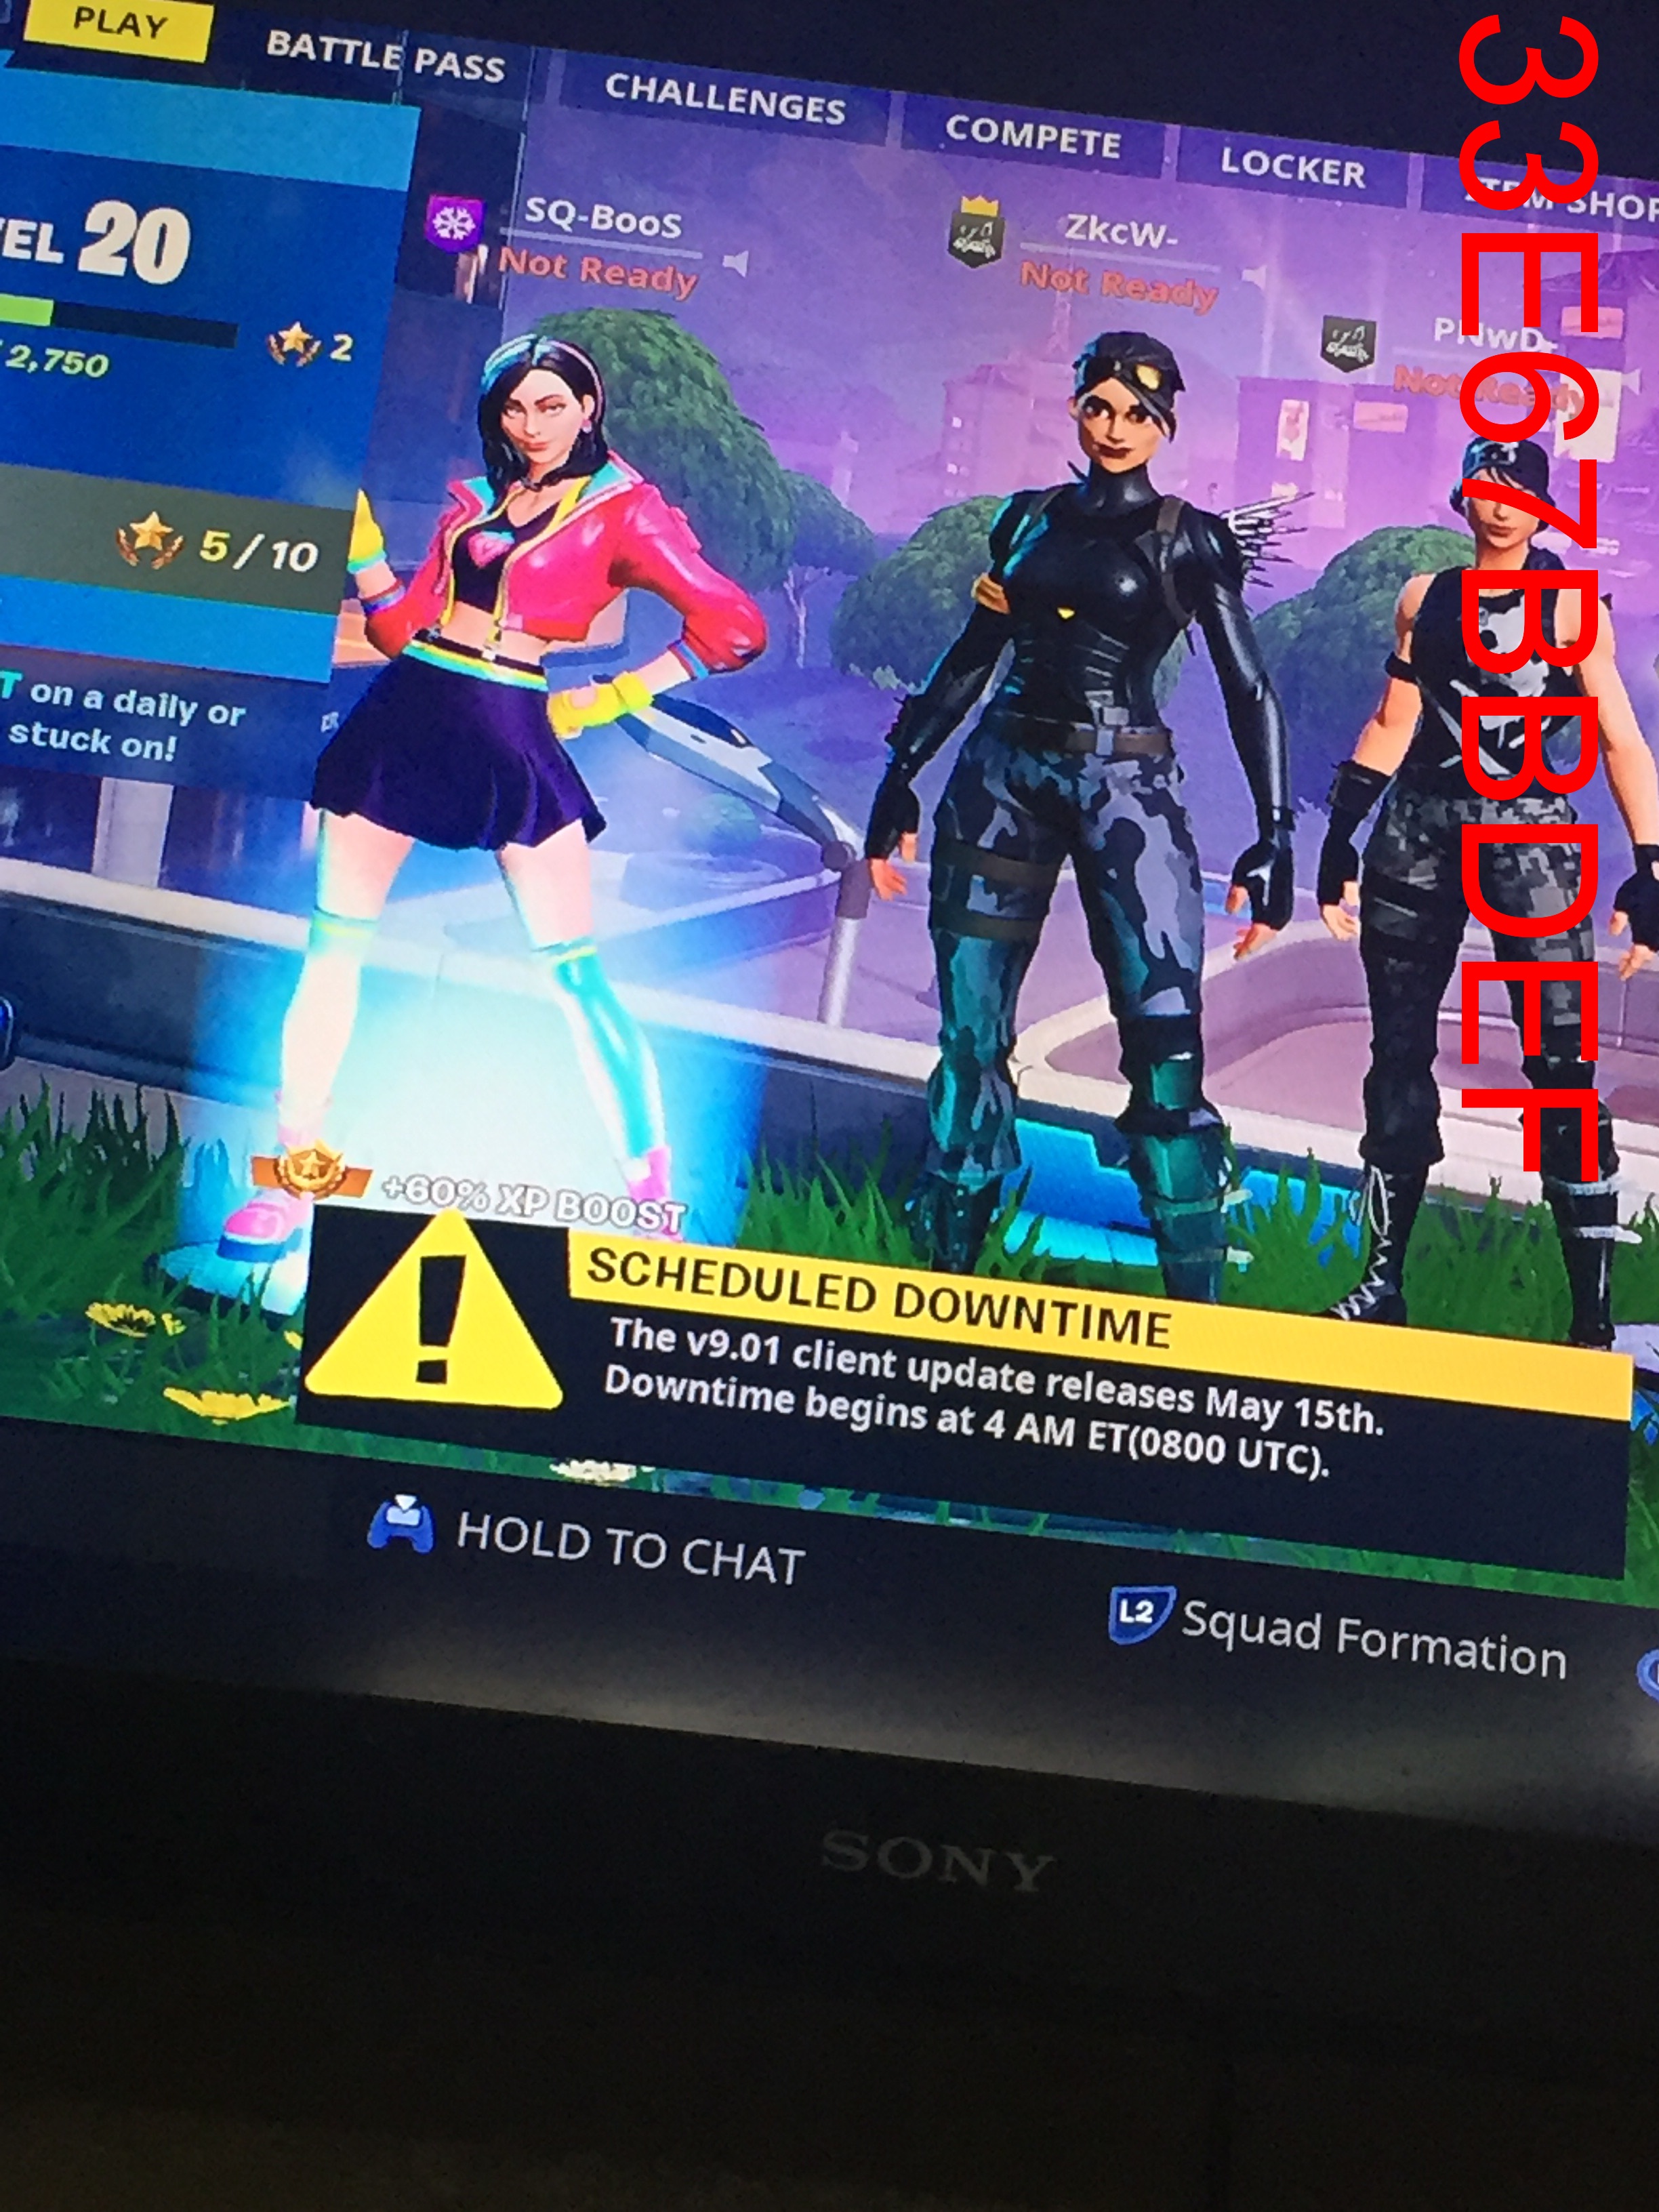 PLAY
BATTLE PASS
CHALLENGES
COMPETE
LOCKER
ITEM SHOP
VEL 20
2
2,750
5/10
T on a daily or
stuck on!
SQ-BooS
Not Ready
ZkcW-
Not Ready
PNwD-
Not Ready
+60% XP BOOST
SCHEDULED DOWNTIME
The v9.01 client update releases May 15th.
Downtime begins at 4 AM ET(0800 UTC).
HOLD TO CHAT
L2 Squad Formation
SONY
33E67BBDEF